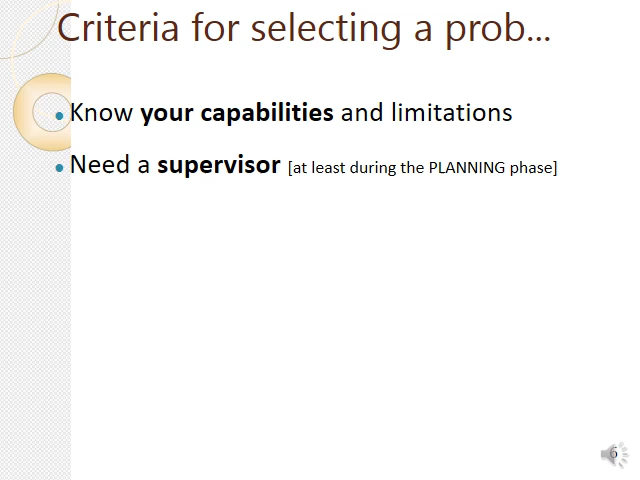 Criteria for selecting a prob...
Know your capabilities and limitations
Need a supervisor [at least during the PLANNING phase]
6